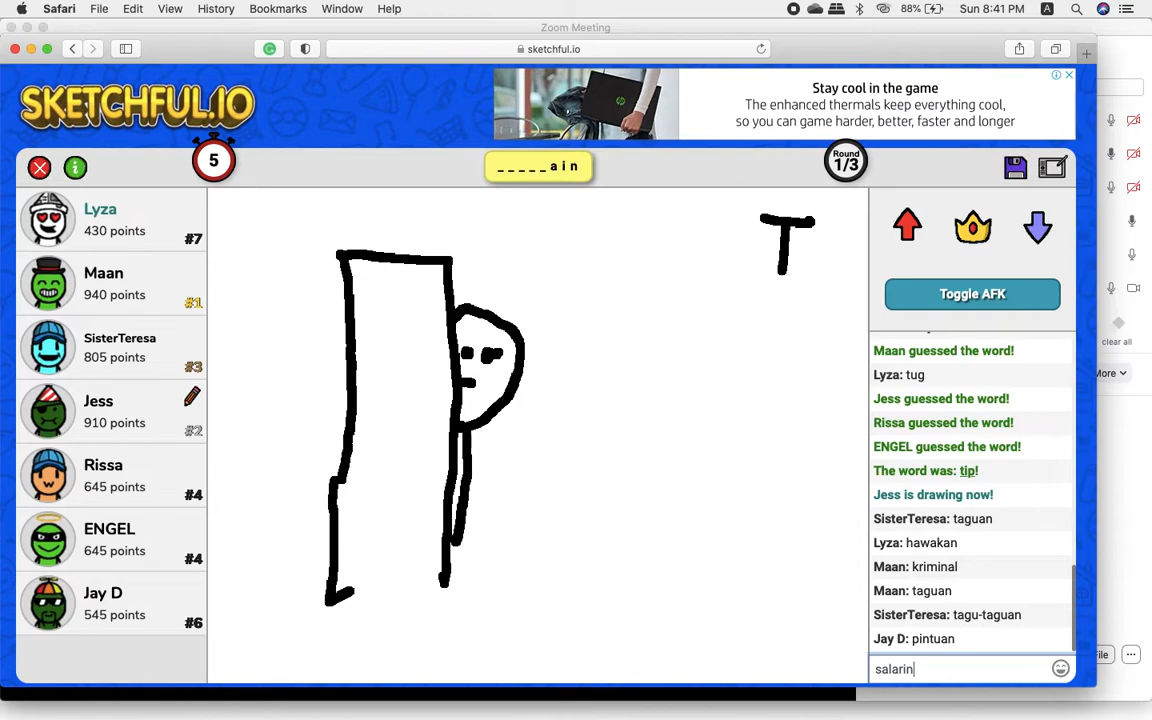 Safari File Edit View History Bookmarks Window Help 88% Sun 8:41 PM A
Zoom Meeting
sketchful.io
SKETCHFUL.IO
Stay cool in the game
The enhanced thermals keep everything cool,
so you can game harder, better, faster and longer
5
_ _ _ _ _ a i n
Round
1/3
Lyza
430 points
#7
Maan
940 points
#1
SisterTeresa
805 points
#3
Jess
910 points
#2
Rissa
645 points
#4
ENGEL
645 points
#4
Jay D
545 points
#6
T
Toggle AFK
Maan guessed the word!
Lyza: tug
Jess guessed the word!
Rissa guessed the word!
ENGEL guessed the word!
The word was: tip!
Jess is drawing now!
SisterTeresa: taguan
Lyza: hawakan
Maan: kriminal
Maan: taguan
SisterTeresa: tagu-taguan
Jay D: pintuan
salarin
clear all
More
File